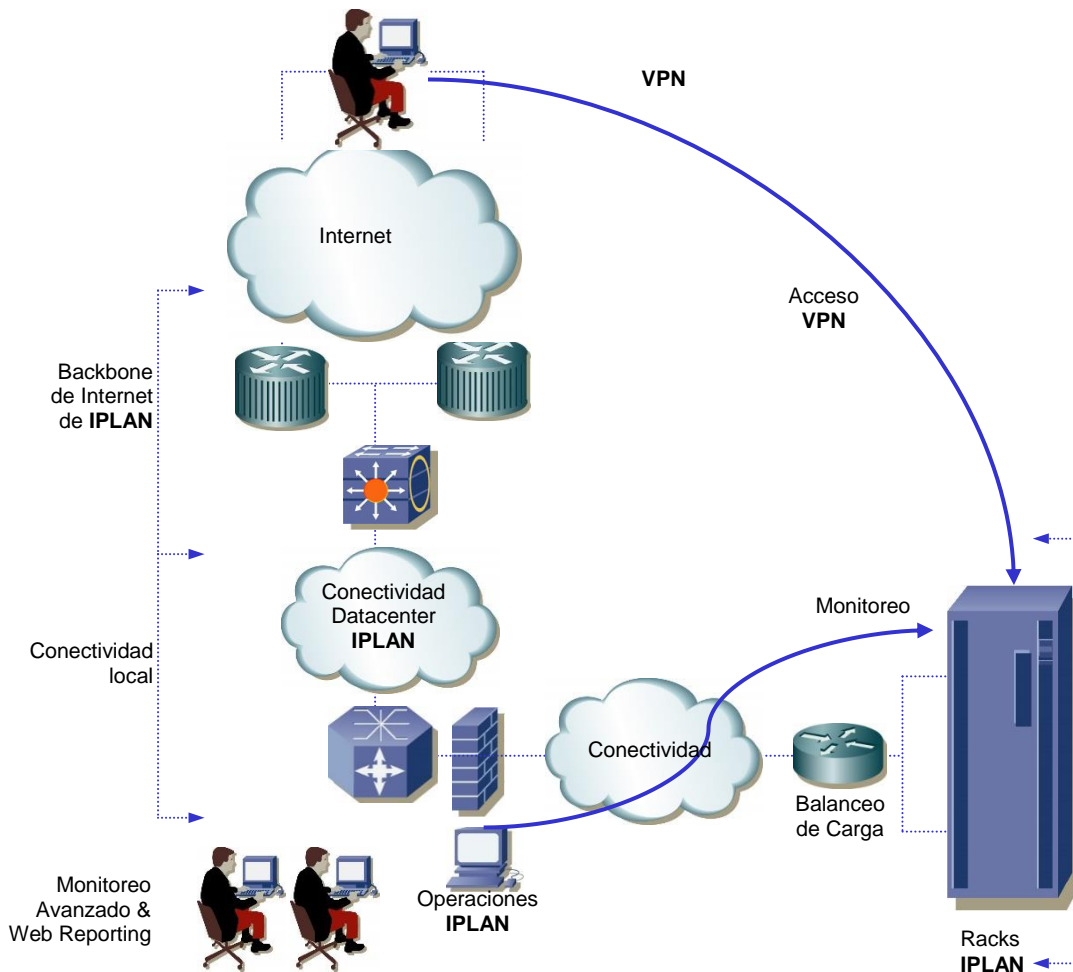 VPN
Internet
Acceso
VPN
Backbone
de Internet
de IPLAN
Conectividad
Datacenter
IPLAN
Monitoreo
Conectividad
local
Conectividad
Balanceo
de Carga
Monitoreo
Avanzado &
Web Reporting
Operaciones
IPLAN
Racks
IPLAN